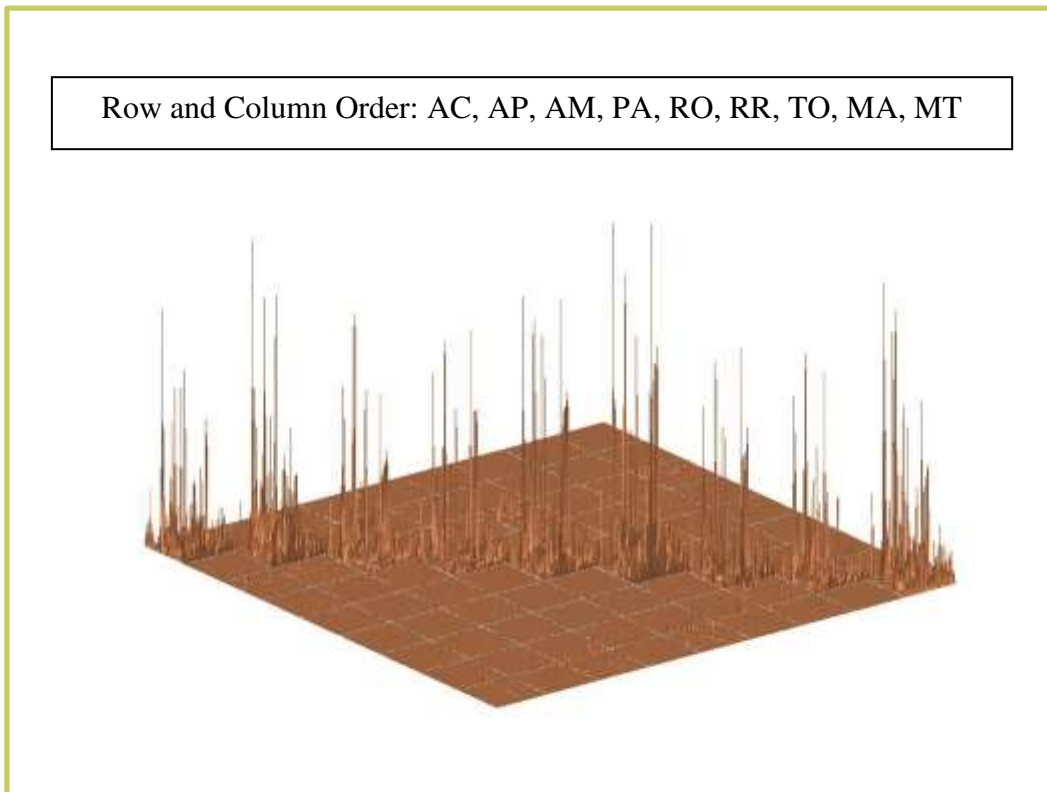 Row and Column Order: AC, AP, AM, PA, RO, RR, TO, MA, MT